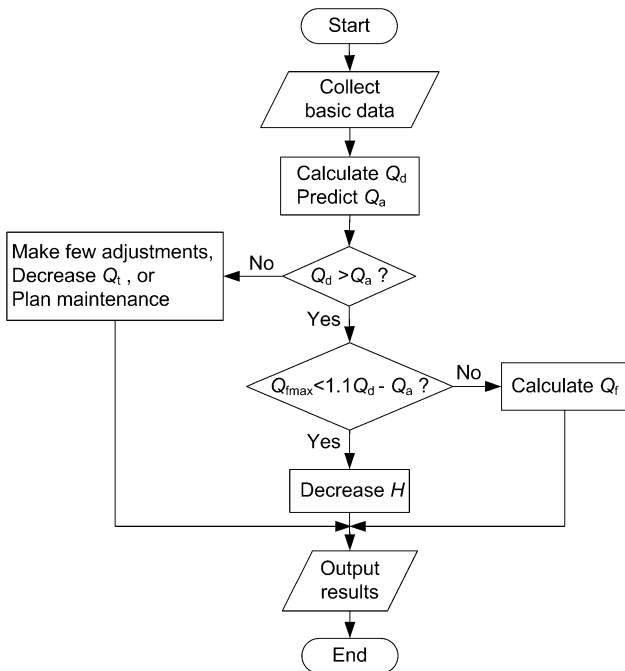 Start
Collect
basic data
Calculate Qd
Predict Qa
Make few adjustments,
Decrease Qt , or
Plan maintenance
No
Qd >Qa ?
Yes
Qfmax<1.1Qd - Qa ?
No
Calculate Qf
Yes
Decrease H
Output
results
End